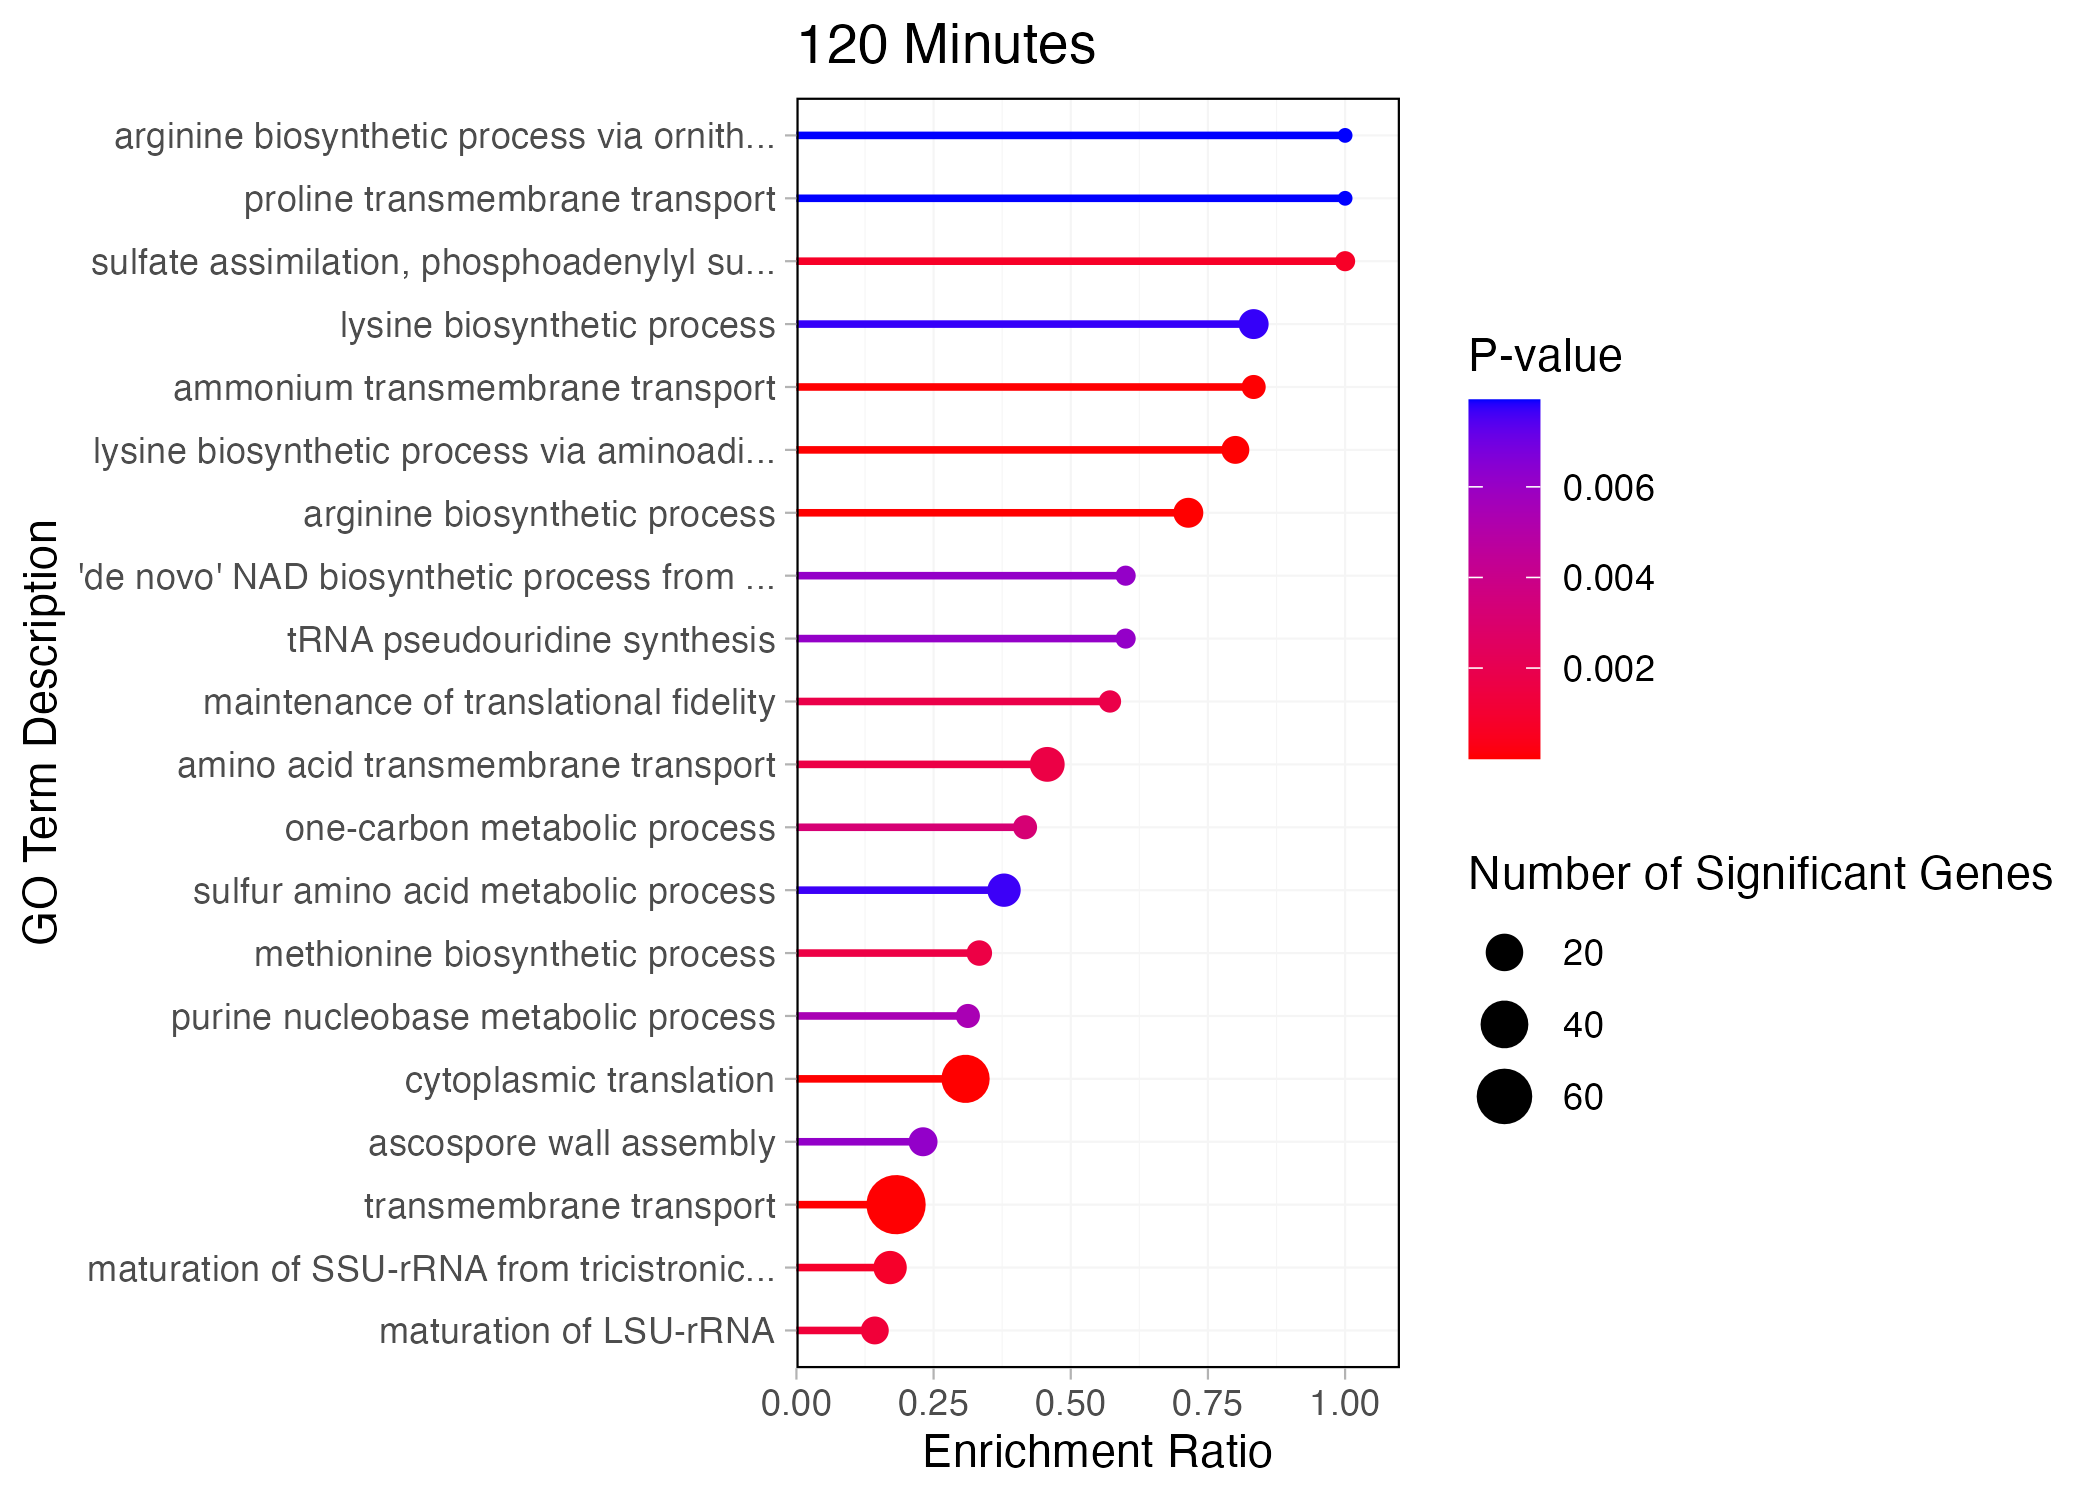 120 Minutes
arginine biosynthetic process via ornith...
proline transmembrane transport
sulfate assimilation, phosphoadenylyl su...
lysine biosynthetic process
ammonium transmembrane transport
lysine biosynthetic process via aminoadi...
arginine biosynthetic process
'de novo' NAD biosynthetic process from ...
tRNA pseudouridine synthesis
maintenance of translational fidelity
amino acid transmembrane transport
one-carbon metabolic process
sulfur amino acid metabolic process
methionine biosynthetic process
purine nucleobase metabolic process
cytoplasmic translation
ascospore wall assembly
transmembrane transport
maturation of SSU-rRNA from tricistronic...
maturation of LSU-rRNA
GO Term Description
0.00 0.25 0.50 0.75 1.00
Enrichment Ratio
P-value
0.006
0.004
0.002
Number of Significant Genes
20
40
60